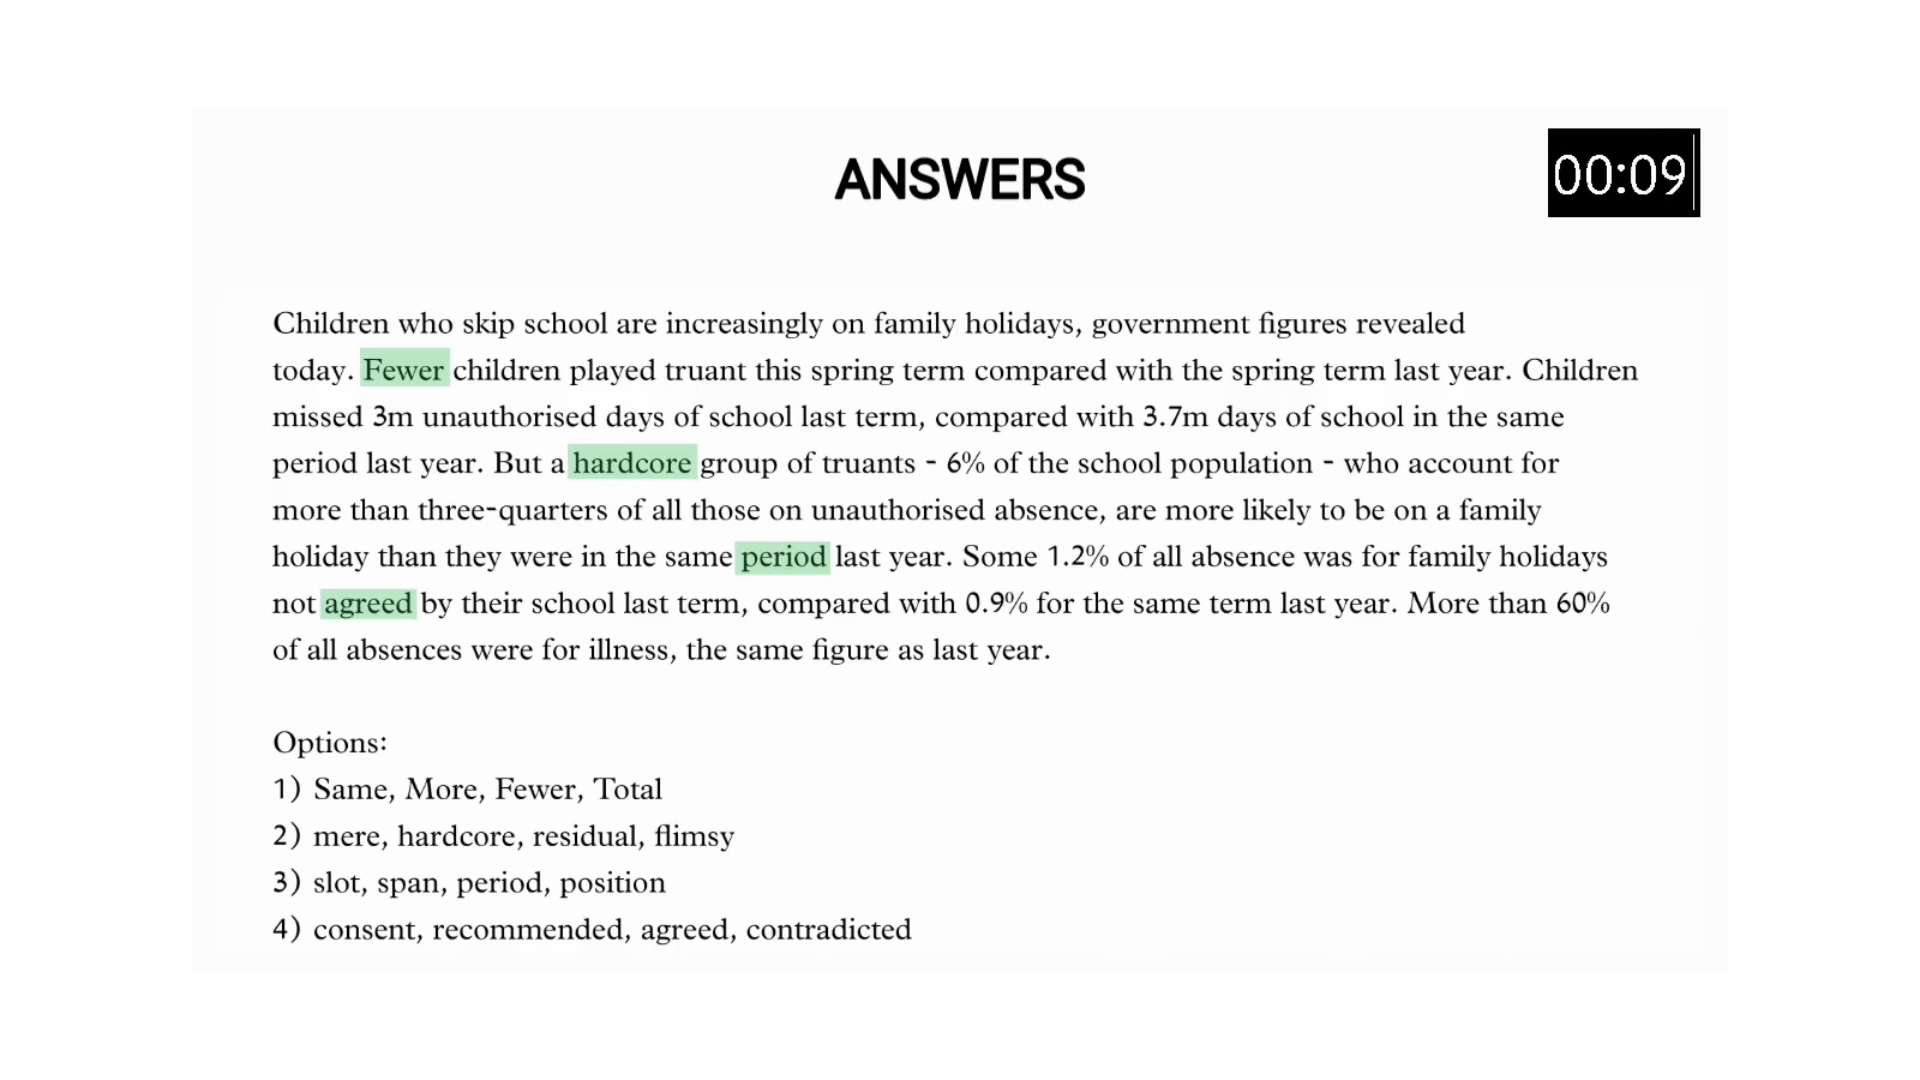 ANSWERS
00:09
Children who skip school are increasingly on family holidays, government figures revealed
today. Fewer children played truant this spring term compared with the spring term last year. Children
missed 3m unauthorised days of school last term, compared with 3.7m days of school in the same
period last year. But a hardcore group of truants - 6% of the school population - who account for
more than three-quarters of all those on unauthorised absence, are more likely to be on a family
holiday than they were in the same period last year. Some 1.2% of all absence was for family holidays
not agreed by their school last term, compared with 0.9% for the same term last year. More than 60%
of all absences were for illness, the same figure as last year.
Options:
1) Same, More, Fewer, Total
2) mere, hardcore, residual, flimsy
3) slot, span, period, position
4) consent, recommended, agreed, contradicted